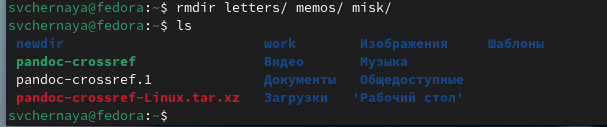 svchernaya@fedora:~$ rmdir letters/ memos/ misk/
svchernaya@fedora:~$ ls
newdir work Изображения Шаблоны
pandoc-crossref Видео Музыка
pandoc-crossref.1 Документы Общедоступные
pandoc-crossref-Linux.tar.xz Загрузки 'Рабочий стол'
svchernaya@fedora:~$